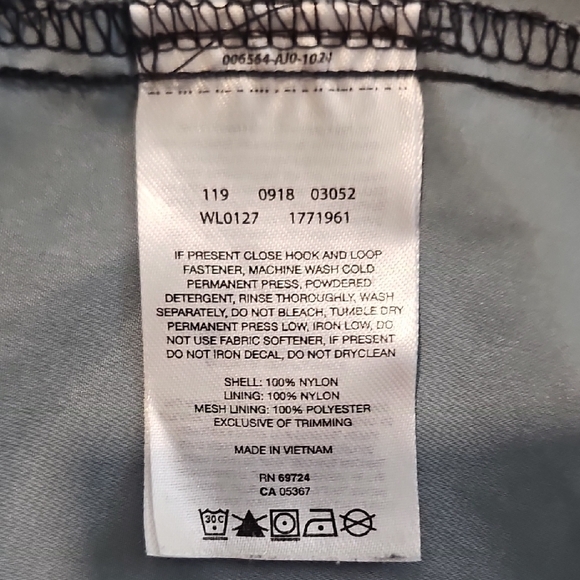 006564-AJ0-1021
119 0918 03052
WL0127 1771961
IF PRESENT CLOSE HOOK AND LOOP
FASTENER, MACHINE WASH COLD
PERMANENT PRESS, POWDERED
DETERGENT, RINSE THOROUGHLY, WASH
SEPARATELY, DO NOT BLEACH, TUMBLE DRY
PERMANENT PRESS LOW, IRON LOW, DO
NOT USE FABRIC SOFTENER, IF PRESENT
DO NOT IRON DECAL, DO NOT DRYCLEAN
SHELL: 100% NYLON
LINING: 100% NYLON
MESH LINING: 100% POLYESTER
EXCLUSIVE OF TRIMMING
MADE IN VIETNAM
RN 69724
CA 05367
30 C